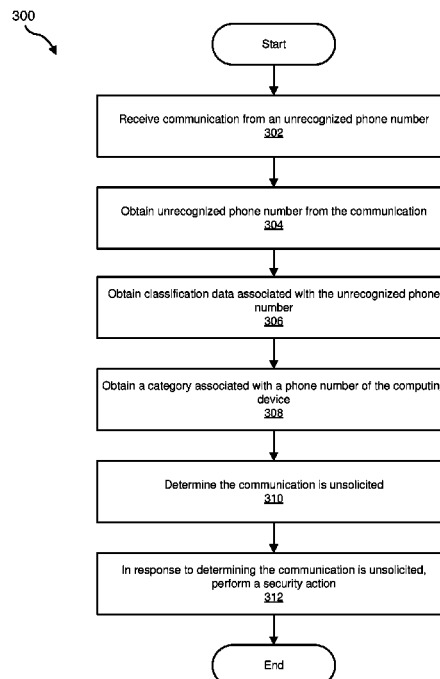 300
Start
Receive communication from an unrecognized phone number
302
Obtain unrecognized phone number from the communication
304
Obtain classification data associated with the unrecognized phone
number
306
Obtain a category associated with a phone number of the computing
device
308
Determine the communication is unsolicited
310
In response to determining the communication is unsolicited,
perform a security action
312
End